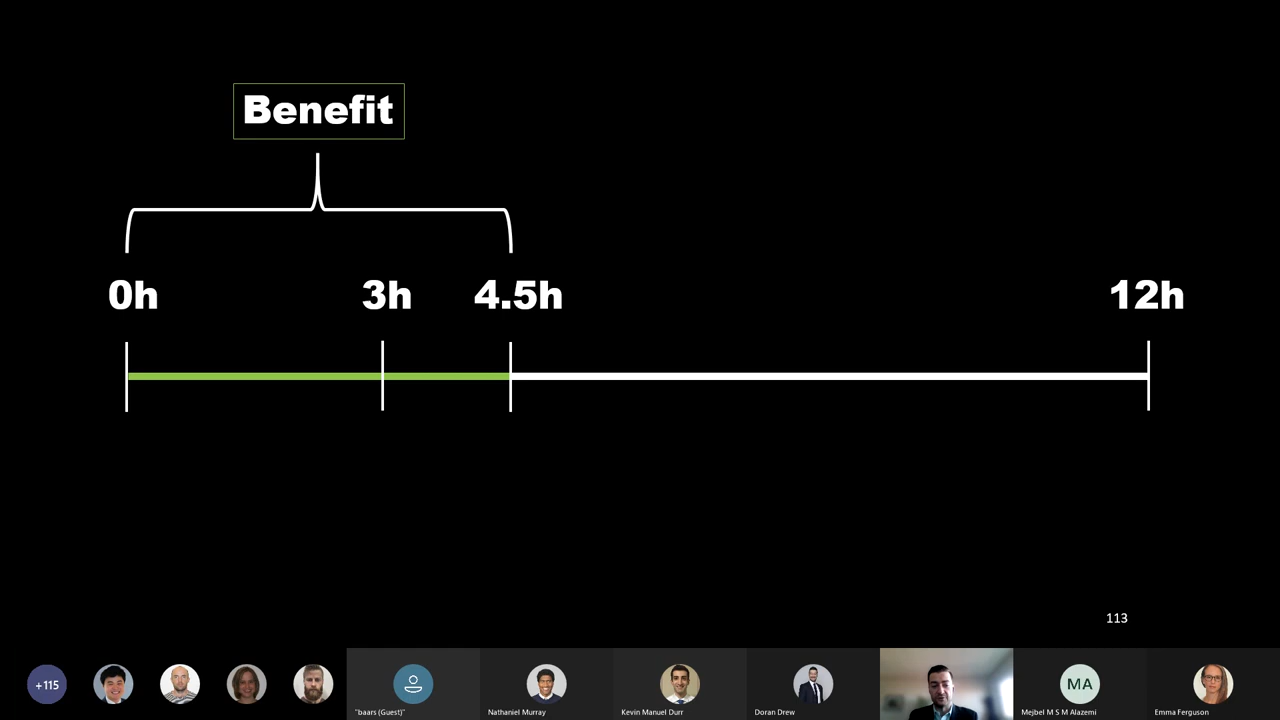 Benefit
0h 3h 4.5h 12h
113
+115
"baars (Guest)" Nathaniel Murray Kevin Manuel Durr Doran Drew MA Mejbel M S M Alazemi Emma Ferguson